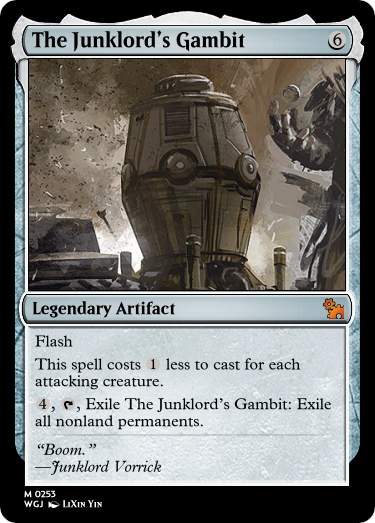 The Junklord's Gambit 6
Legendary Artifact
Flash
This spell costs 1 less to cast for each
attacking creature.
4, , Exile The Junklord's Gambit: Exile
all nonland permanents.
“Boom.”
—Junklord Vorrick
M 0253
WGJ LiXin Yin